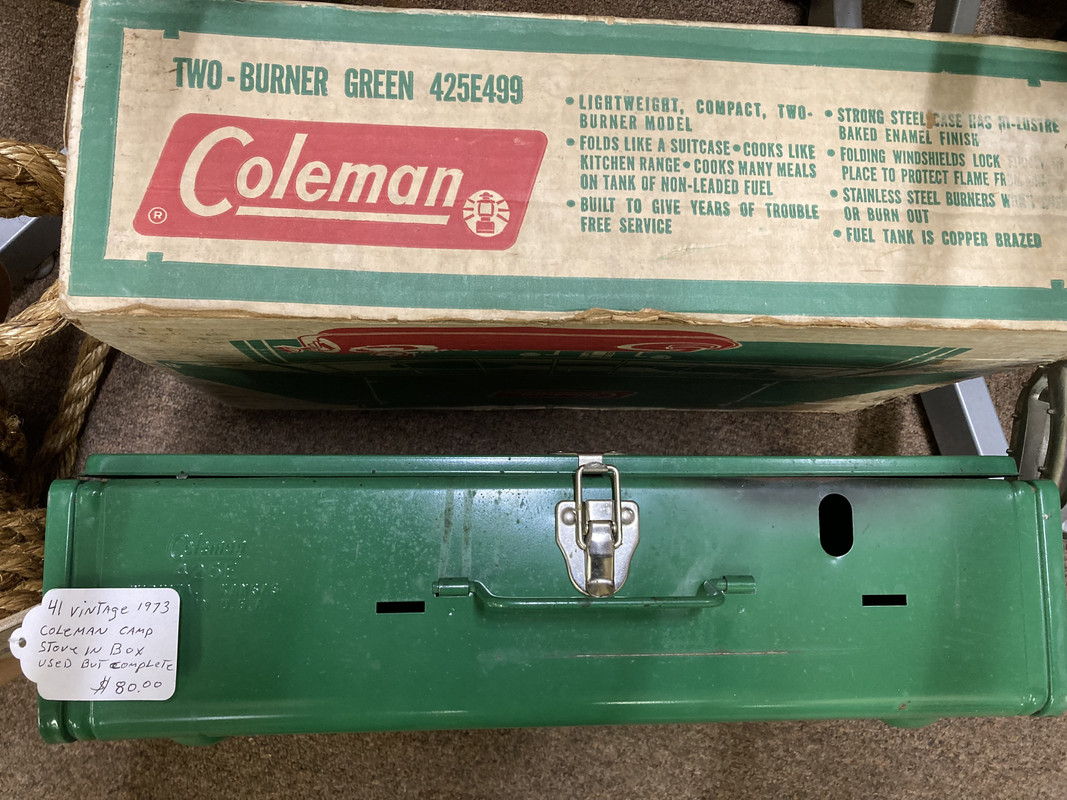 TWO-BURNER GREEN 425E499
Coleman
®
• LIGHTWEIGHT, COMPACT, TWO-
BURNER MODEL
• FOLDS LIKE A SUITCASE • COOKS LIKE
KITCHEN RANGE • COOKS MANY MEALS
ON TANK OF NON-LEADED FUEL
• BUILT TO GIVE YEARS OF TROUBLE
FREE SERVICE
• STRONG STEEL CASE HAS HI-LUSTRE
BAKED ENAMEL FINISH
• FOLDING WINDSHIELDS LOCK
PLACE TO PROTECT FLAME
• STAINLESS STEEL BURNERS
OR BURN OUT
• FUEL TANK IS COPPER BRAZED
Coleman
41 VINTAGE 1973
COLEMAN CAMP
STOVE IN BOX
USED BUT COMPLETE
$80.00